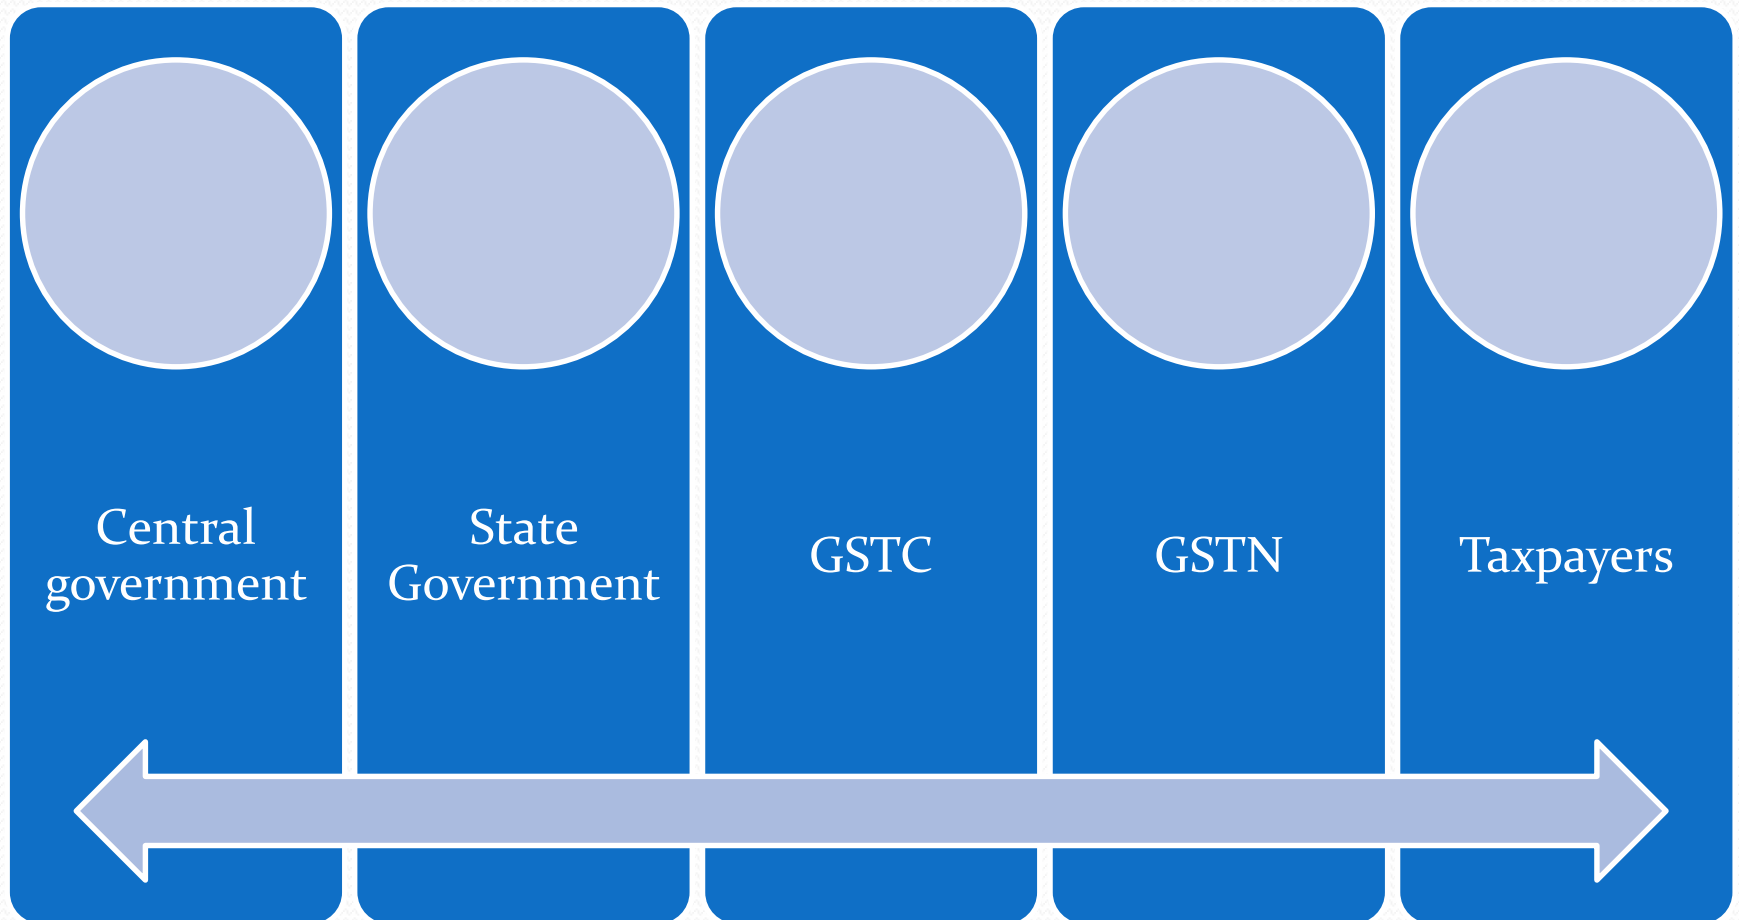 Central
government
State
Government
GSTC
GSTN
Taxpayers